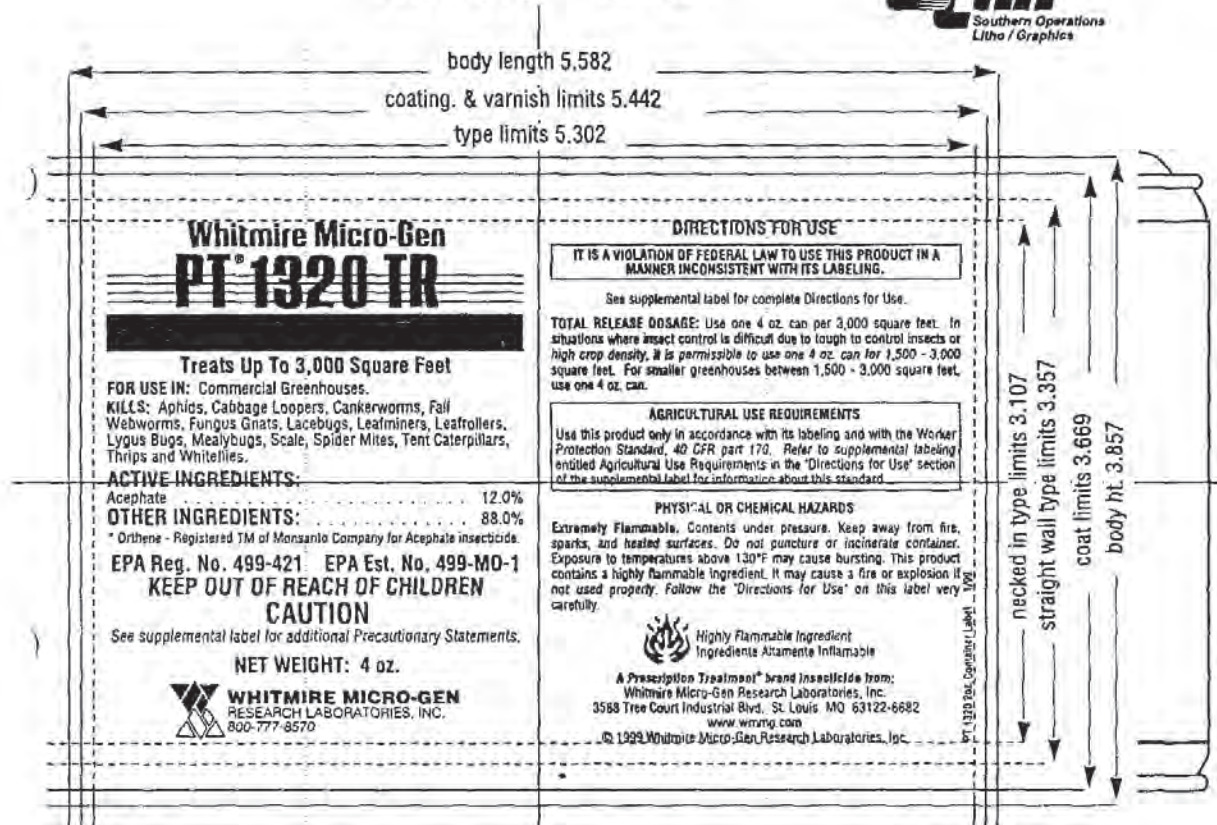 Southern Operations
Litho / Graphics
body length 5.582
coating. & varnish limits 5.442
type limits 5.302
Whitmire Micro-Gen
PT® 1320 TR
Treats Up To 3,000 Square Feet
FOR USE IN: Commercial Greenhouses.
KILLS: Aphids, Cabbage Loopers, Cankerworms, Fall
Webworms, Fungus Gnats, Lacebugs, Leafminers, Leafrollers,
Lygus Bugs, Mealybugs, Scale, Spider Mites, Tent Caterpillars,
Thrips and Whiteflies.
ACTIVE INGREDIENTS:
Acephate . . . . . . . . . . . . . . . . . . . . . . . . 12.0%
OTHER INGREDIENTS: . . . . . . . . . . . . 88.0%
* Orthene - Registered TM of Monsanto Company for Acephate insecticide.
EPA Reg. No. 499-421 EPA Est. No. 499-MO-1
KEEP OUT OF REACH OF CHILDREN
CAUTION
See supplemental label for additional Precautionary Statements.
NET WEIGHT: 4 oz.
WHITMIRE MICRO-GEN
RESEARCH LABORATORIES, INC.
800-777-8570
DIRECTIONS FOR USE
IT IS A VIOLATION OF FEDERAL LAW TO USE THIS PRODUCT IN A
MANNER INCONSISTENT WITH ITS LABELING.
See supplemental label for complete Directions for Use.
TOTAL RELEASE DOSAGE: Use one 4 oz. can per 3,000 square feet. In
situations where insect control is difficult due to tough to control insects or
high crop density, it is permissible to use one 4 oz. can for 1,500 - 3,000
square feet. For smaller greenhouses between 1,500 - 3,000 square feet,
use one 4 oz. can.
AGRICULTURAL USE REQUIREMENTS
Use this product only in accordance with its labeling and with the Worker
Protection Standard, 40 CFR part 170. Refer to supplemental labeling
entitled Agricultural Use Requirements in the "Directions for Use" section
of the supplemental label for information about this standard
PHYSICAL OR CHEMICAL HAZARDS
Extremely Flammable. Contents under pressure. Keep away from fire,
sparks, and heated surfaces. Do not puncture or incinerate container.
Exposure to temperatures above 130°F may cause bursting. This product
contains a highly flammable ingredient. It may cause a fire or explosion if
not used properly. Follow the "Directions for Use" on this label very
carefully.
Highly Flammable Ingredient
Ingrediente Altamente Inflamable
A Prescription Treatment® brand insecticide from:
Whitmire Micro-Gen Research Laboratories, Inc.
3568 Tree Court Industrial Blvd. St. Louis MO 63122-6682
www.wmmg.com
© 1999 Whitmire Micro-Gen Research Laboratories, Inc.
Container Label
necked in type limits 3.107
straight wall type limits 3.357
coat limits 3.669
body ht. 3.857